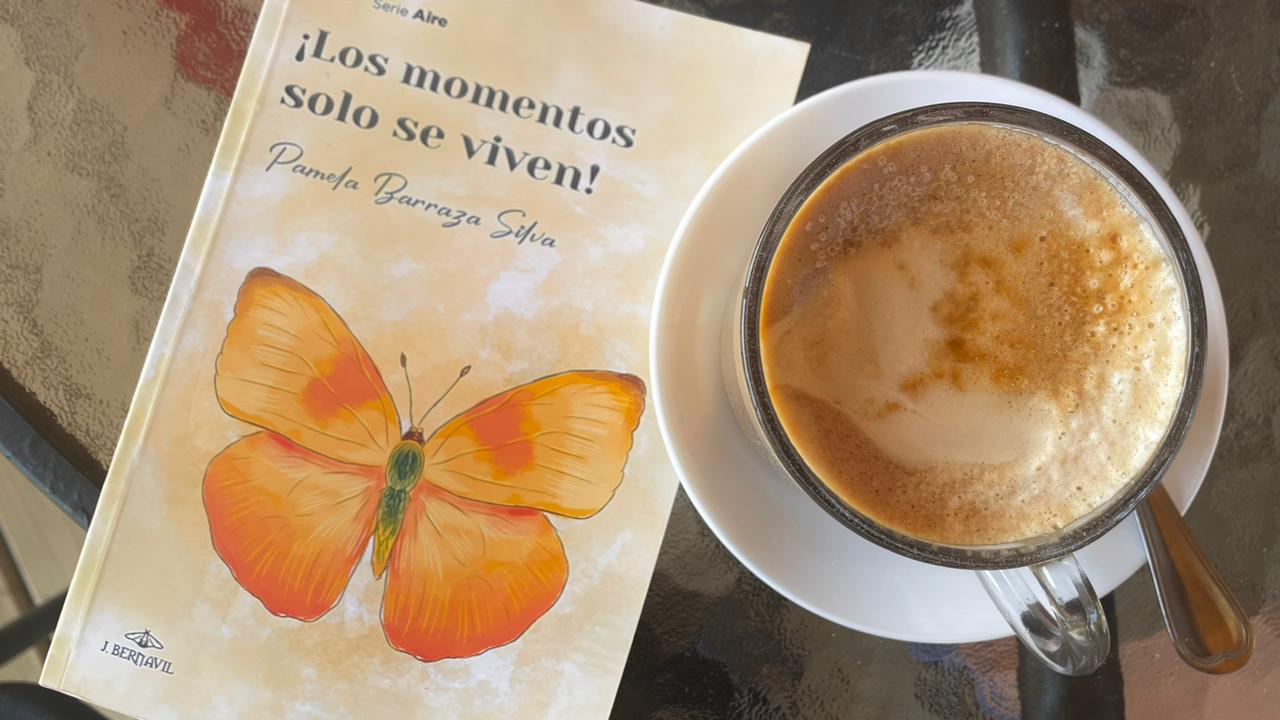 Serie Aire
¡Los momentos
solo se viven!
Pamela Barraza Silva
J. BERNAVIL